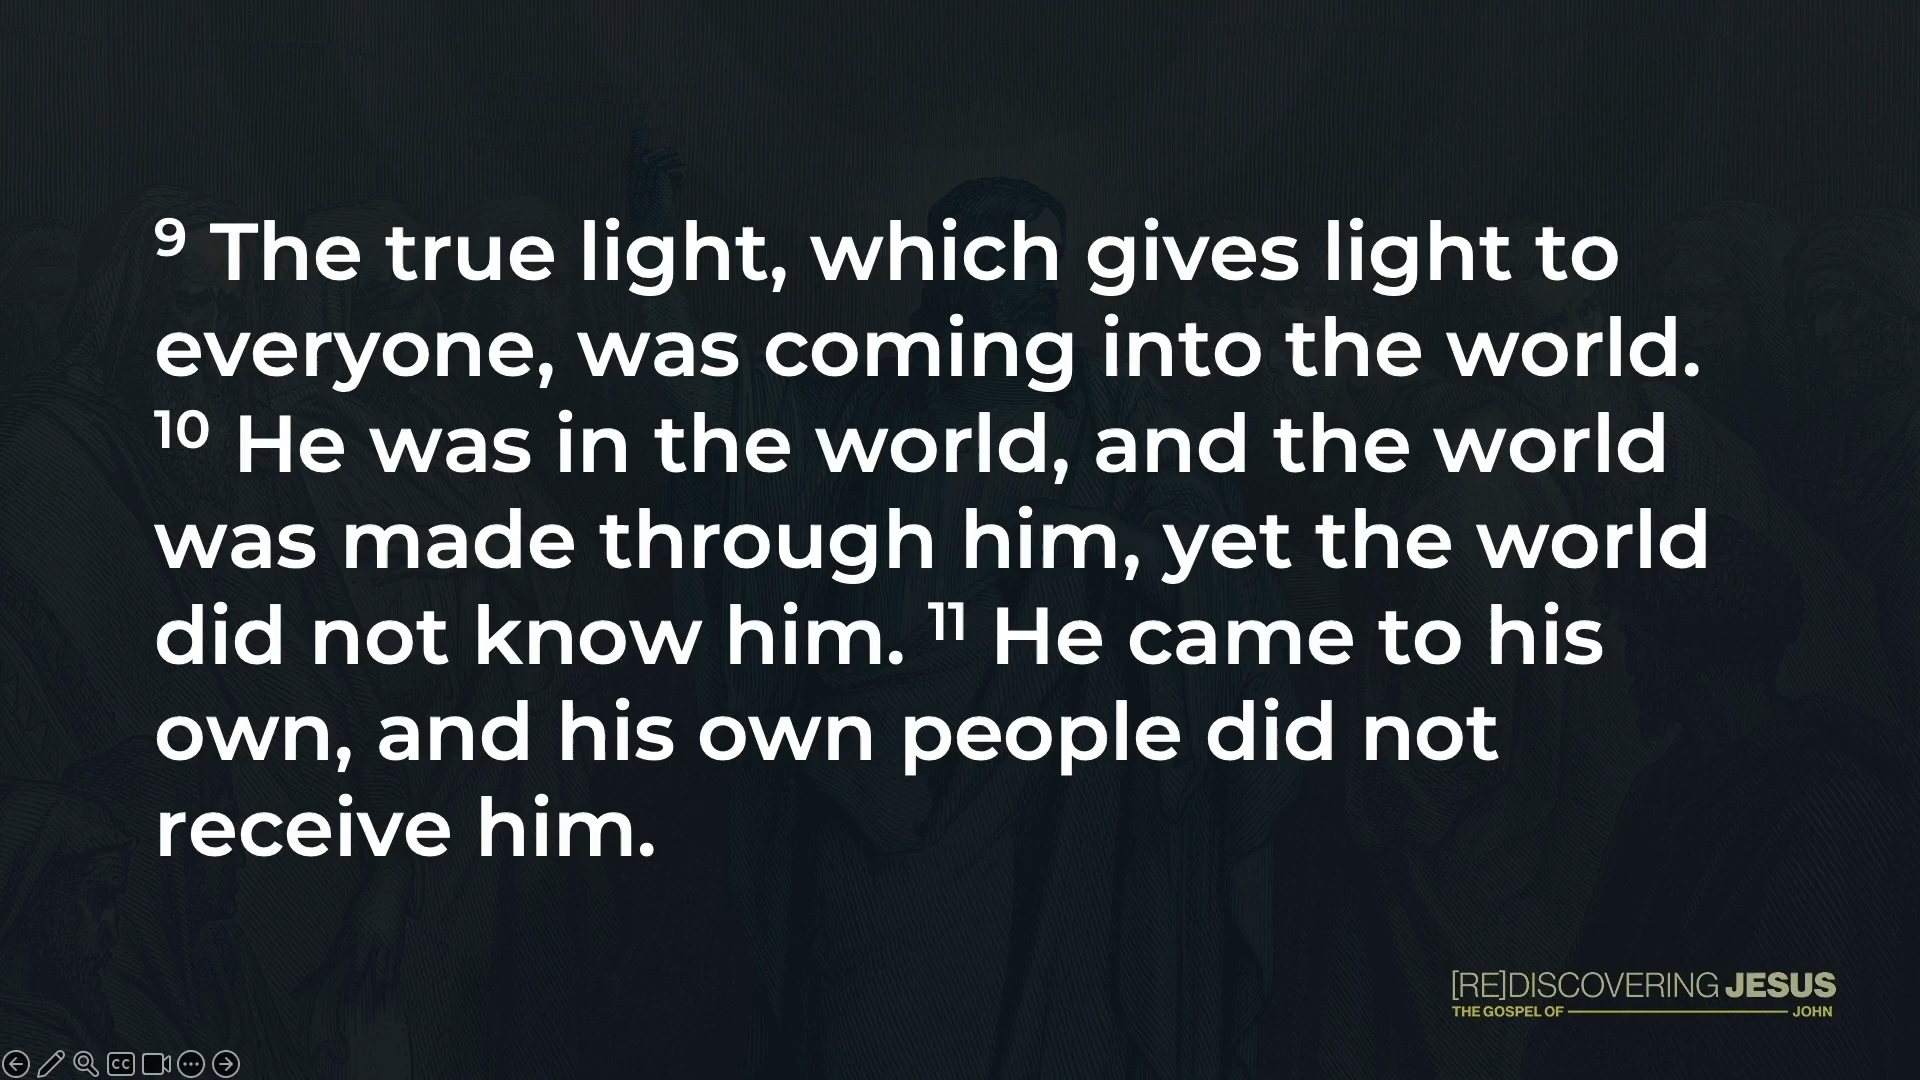 9 The true light, which gives light to
everyone, was coming into the world.
10 He was in the world, and the world
was made through him, yet the world
did not know him. 11 He came to his
own, and his own people did not
receive him.
[RE]DISCOVERING JESUS
THE GOSPEL OF JOHN
CC